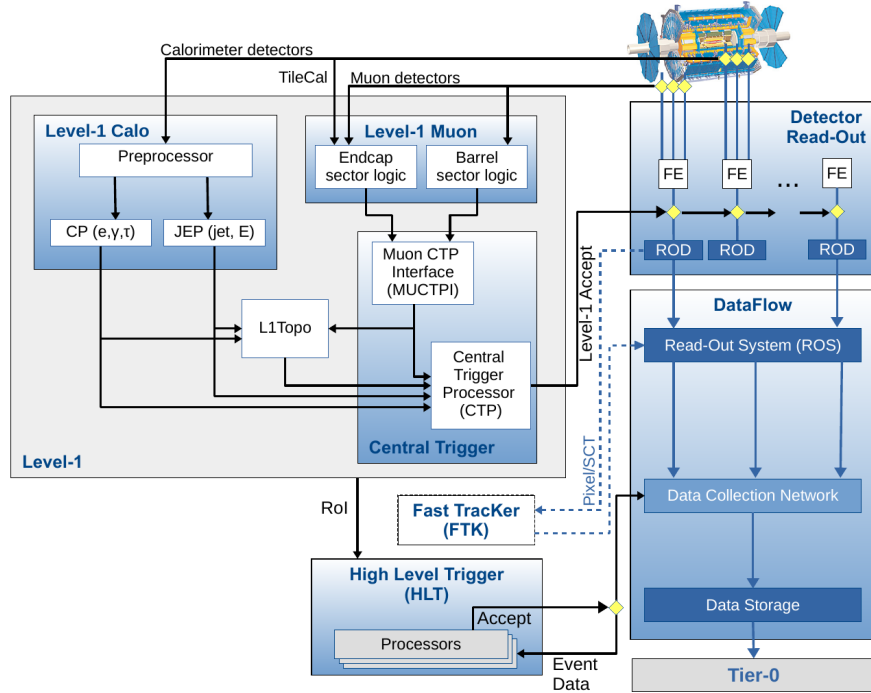 Calorimeter detectors
TileCal
Muon detectors
Detector
Read-Out
Level-1 Calo
Preprocessor
CP (e,γ,τ)
JEP (jet, E)
Level-1 Muon
Endcap
sector logic
Barrel
sector logic
FE
FE
...
FE
ROD
ROD
ROD
Muon CTP
Interface
(MUCTPI)
L1Topo
Central
Trigger
Processor
(CTP)
Central Trigger
Level-1
Level-1 Accept
DataFlow
Read-Out System (ROS)
Pixel/SCT
Data Collection Network
RoI
Fast TracKer
(FTK)
High Level Trigger
(HLT)
Accept
Processors
Event
Data
Data Storage
Tier-0